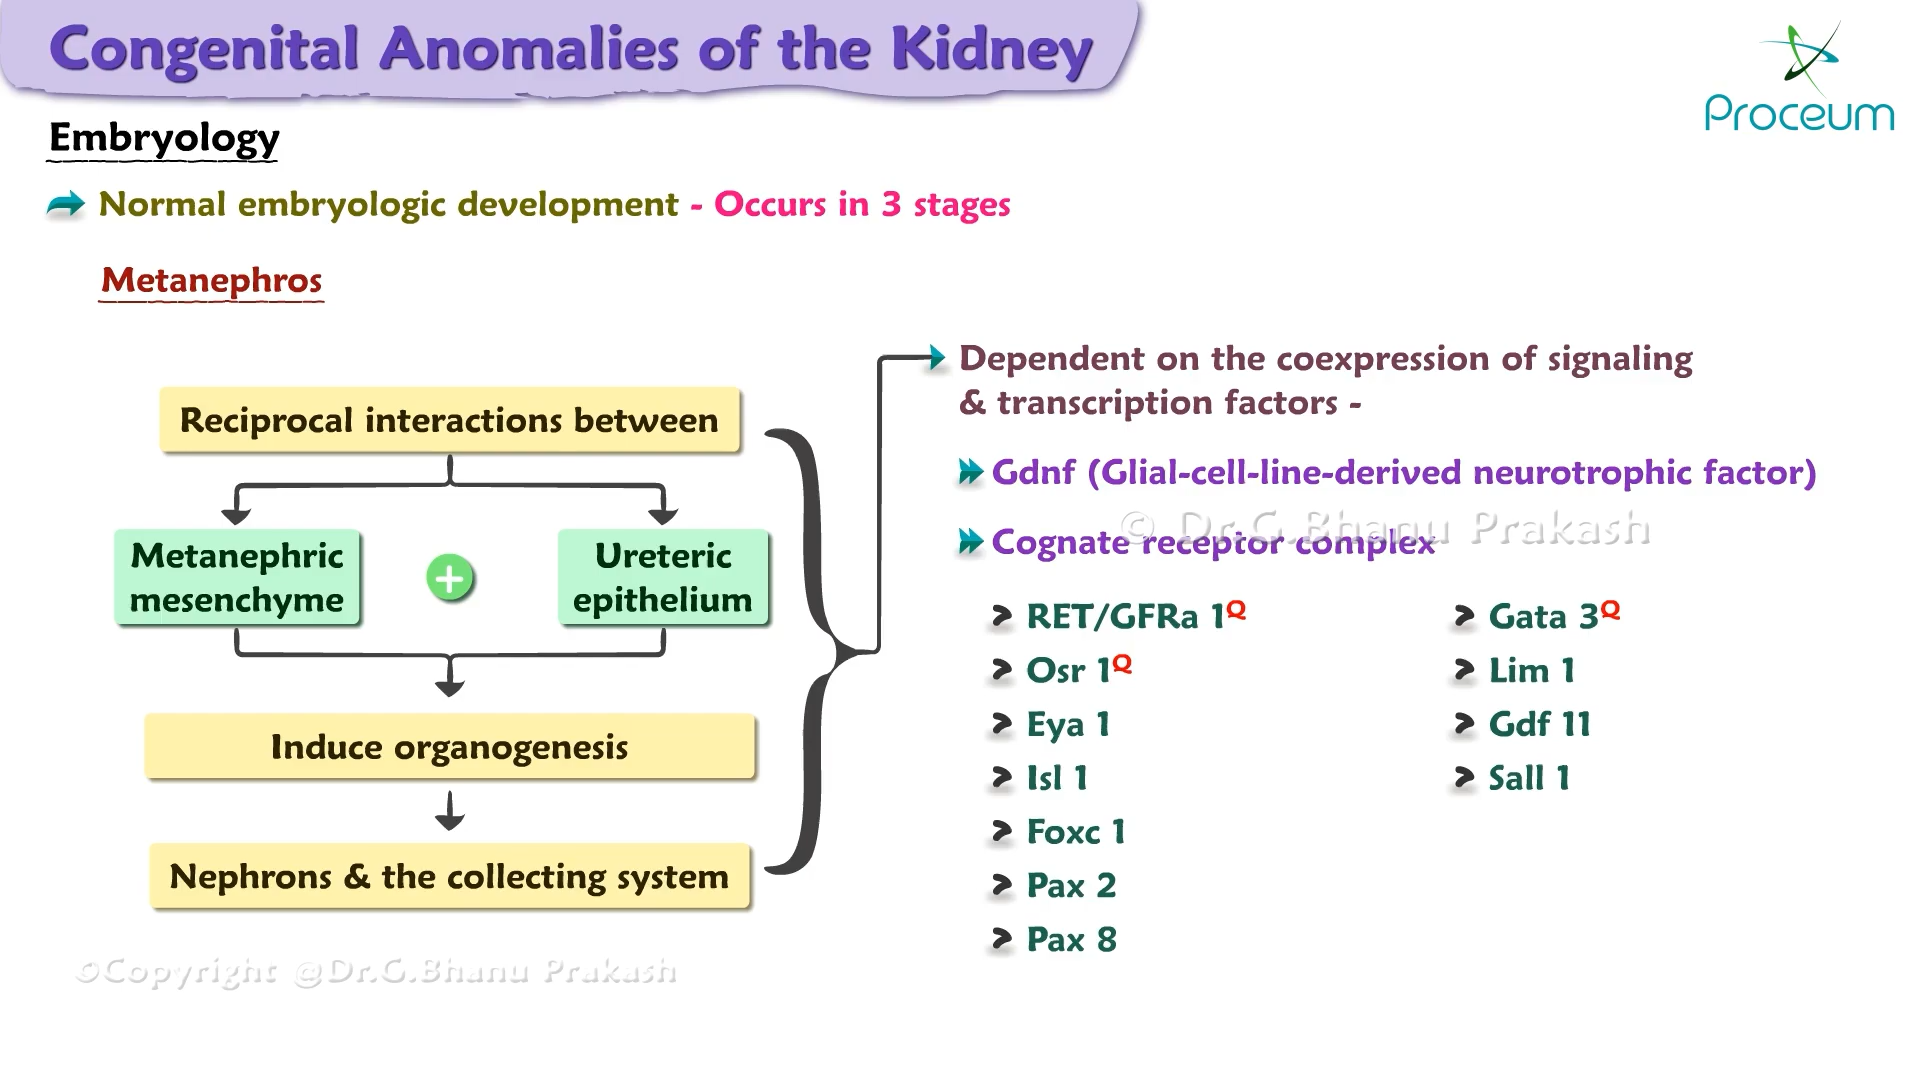 Congenital Anomalies of the Kidney
Proceum
Embryology
Normal embryologic development - Occurs in 3 stages
Metanephros
Reciprocal interactions between
Metanephric
mesenchyme
+
Ureteric
epithelium
Induce organogenesis
Nephrons & the collecting system
Dependent on the coexpression of signaling
& transcription factors -
Gdnf (Glial-cell-line-derived neurotrophic factor)
© Dr.G.Bhanu Prakash
Cognate receptor complex
RET/GFRa 1Q
Osr 1Q
Eya 1
Isl 1
Foxc 1
Pax 2
Pax 8
Gata 3Q
Lim 1
Gdf 11
Sall 1
©Copyright @Dr.G.Bhanu Prakash